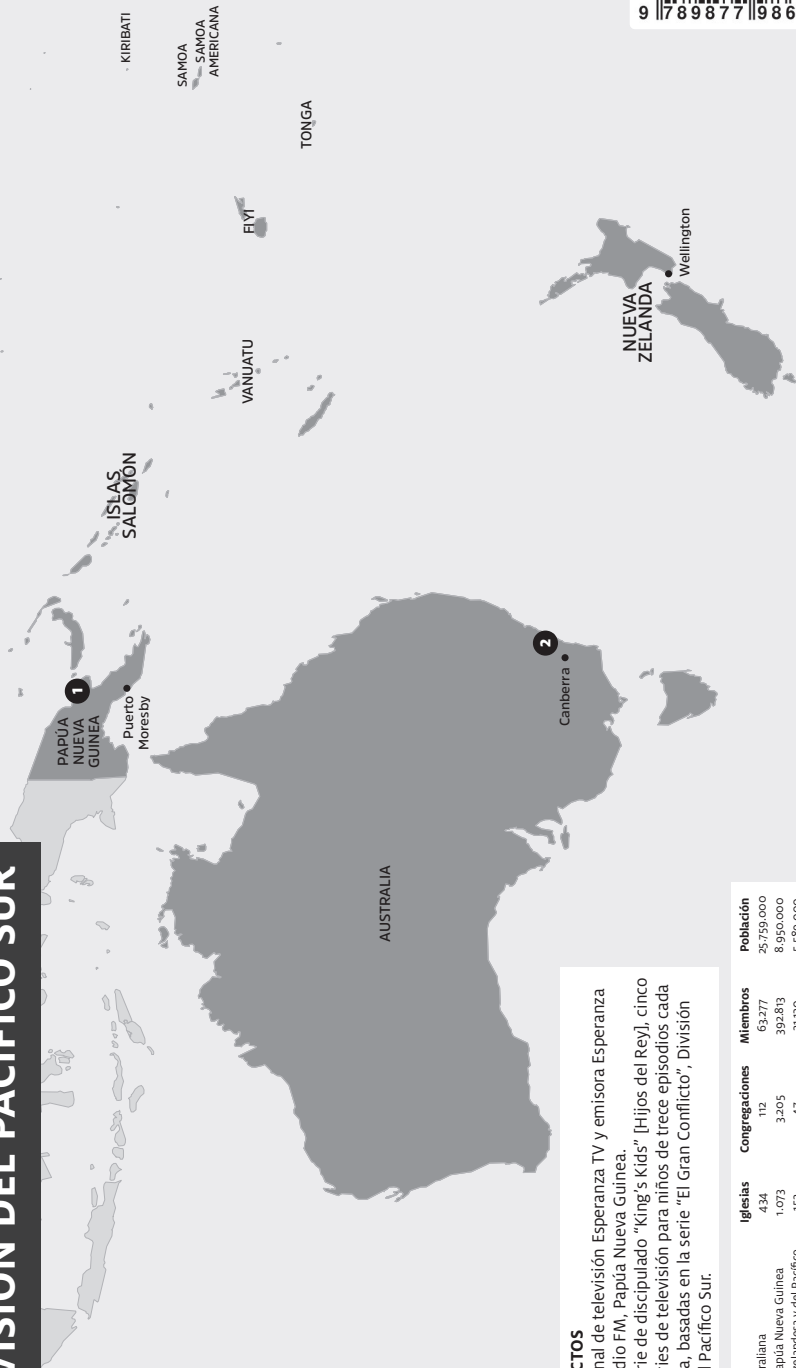 VISIÓN DEL PACÍFICO SUR
KIRIBATI
SAMOA
SAMOA
AMERICANA
TONGA
FIYI
VANUATU
ISLAS
SALOMÓN
PAPÚA
NUEVA
GUINEA
1
Puerto
Moresby
AUSTRALIA
2
Canberra
NUEVA
ZELANDA
Wellington
CTOS
nal de televisión Esperanza TV y emisora Esperanza
dio FM, Papúa Nueva Guinea.
rie de discipulado “King’s Kids” [Hijos del Rey], cinco
ries de televisión para niños de trece episodios cada
a, basadas en la serie “El Gran Conflicto”, División
l Pacífico Sur.
Iglesias Congregaciones Miembros Población
raliana 434 112 63.277 25.759.000
apúa Nueva Guinea 1.073 3.205 392.813 8.950.000
9 789877 986